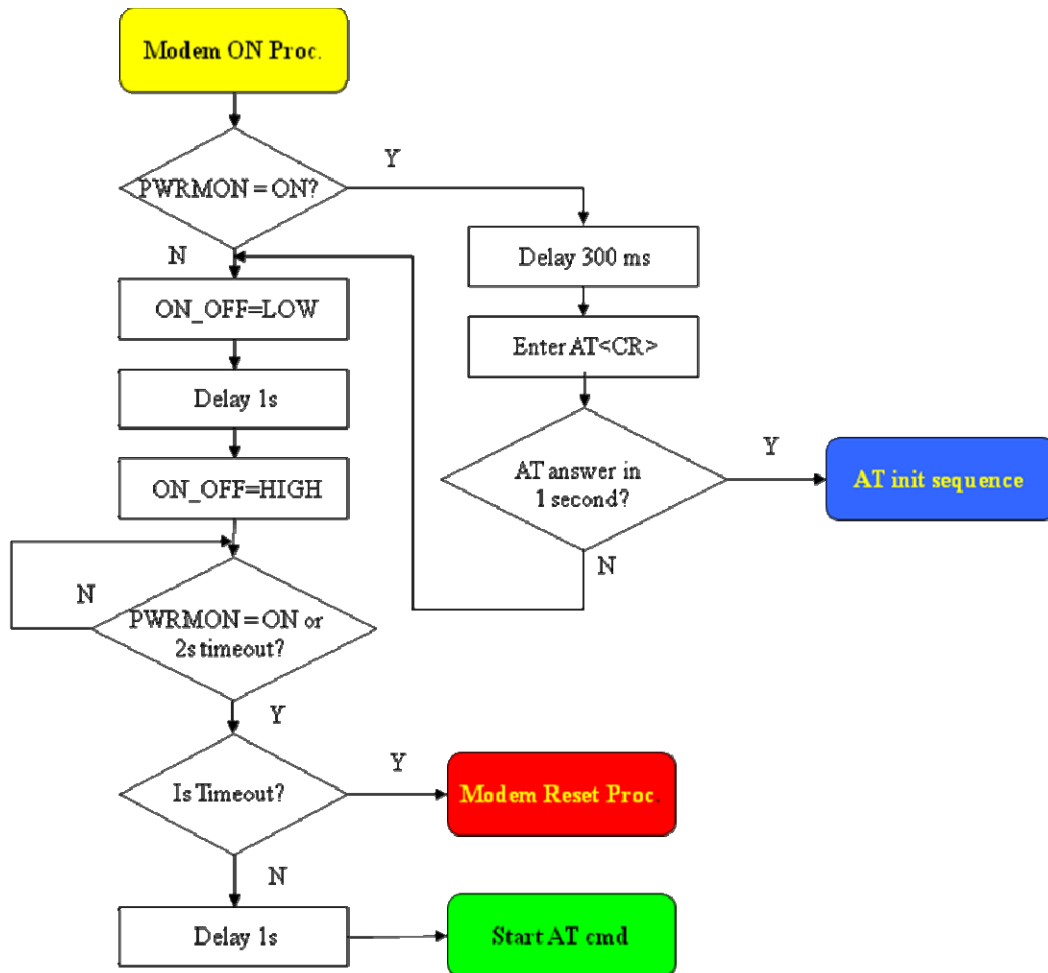 Modem ON Proc.
Y
PWRMON = ON?
N
Delay 300 ms
ON_OFF=LOW
Enter AT<CR>
Delay 1s
AT answer in
1 second?
Y
AT init sequence
ON_OFF=HIGH
N
N
PWRMON = ON or
2s timeout?
Y
Is Timeout?
Y
Modem Reset Proc.
N
Delay 1s
Start AT cmd